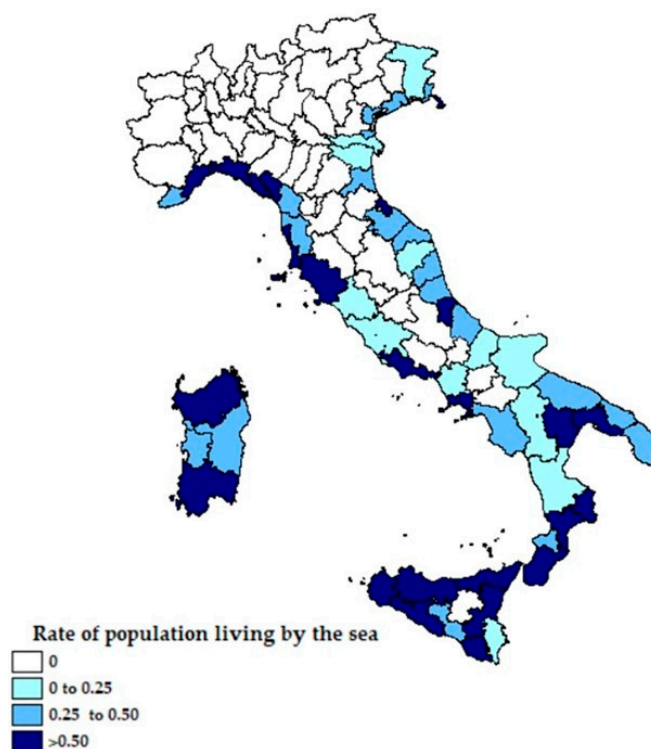 Rate of population living by the sea
0
0 to 0.25
0.25 to 0.50
>0.50